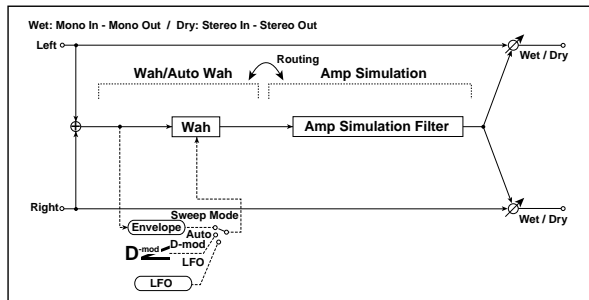 Wet: Mono In - Mono Out / Dry: Stereo In - Stereo Out
Left
Wet / Dry
Routing
Wah/Auto Wah
Amp Simulation
Wah
Amp Simulation Filter
Right
Wet / Dry
Sweep Mode
Envelope
Auto
D-mod
D-mod
LFO
LFO